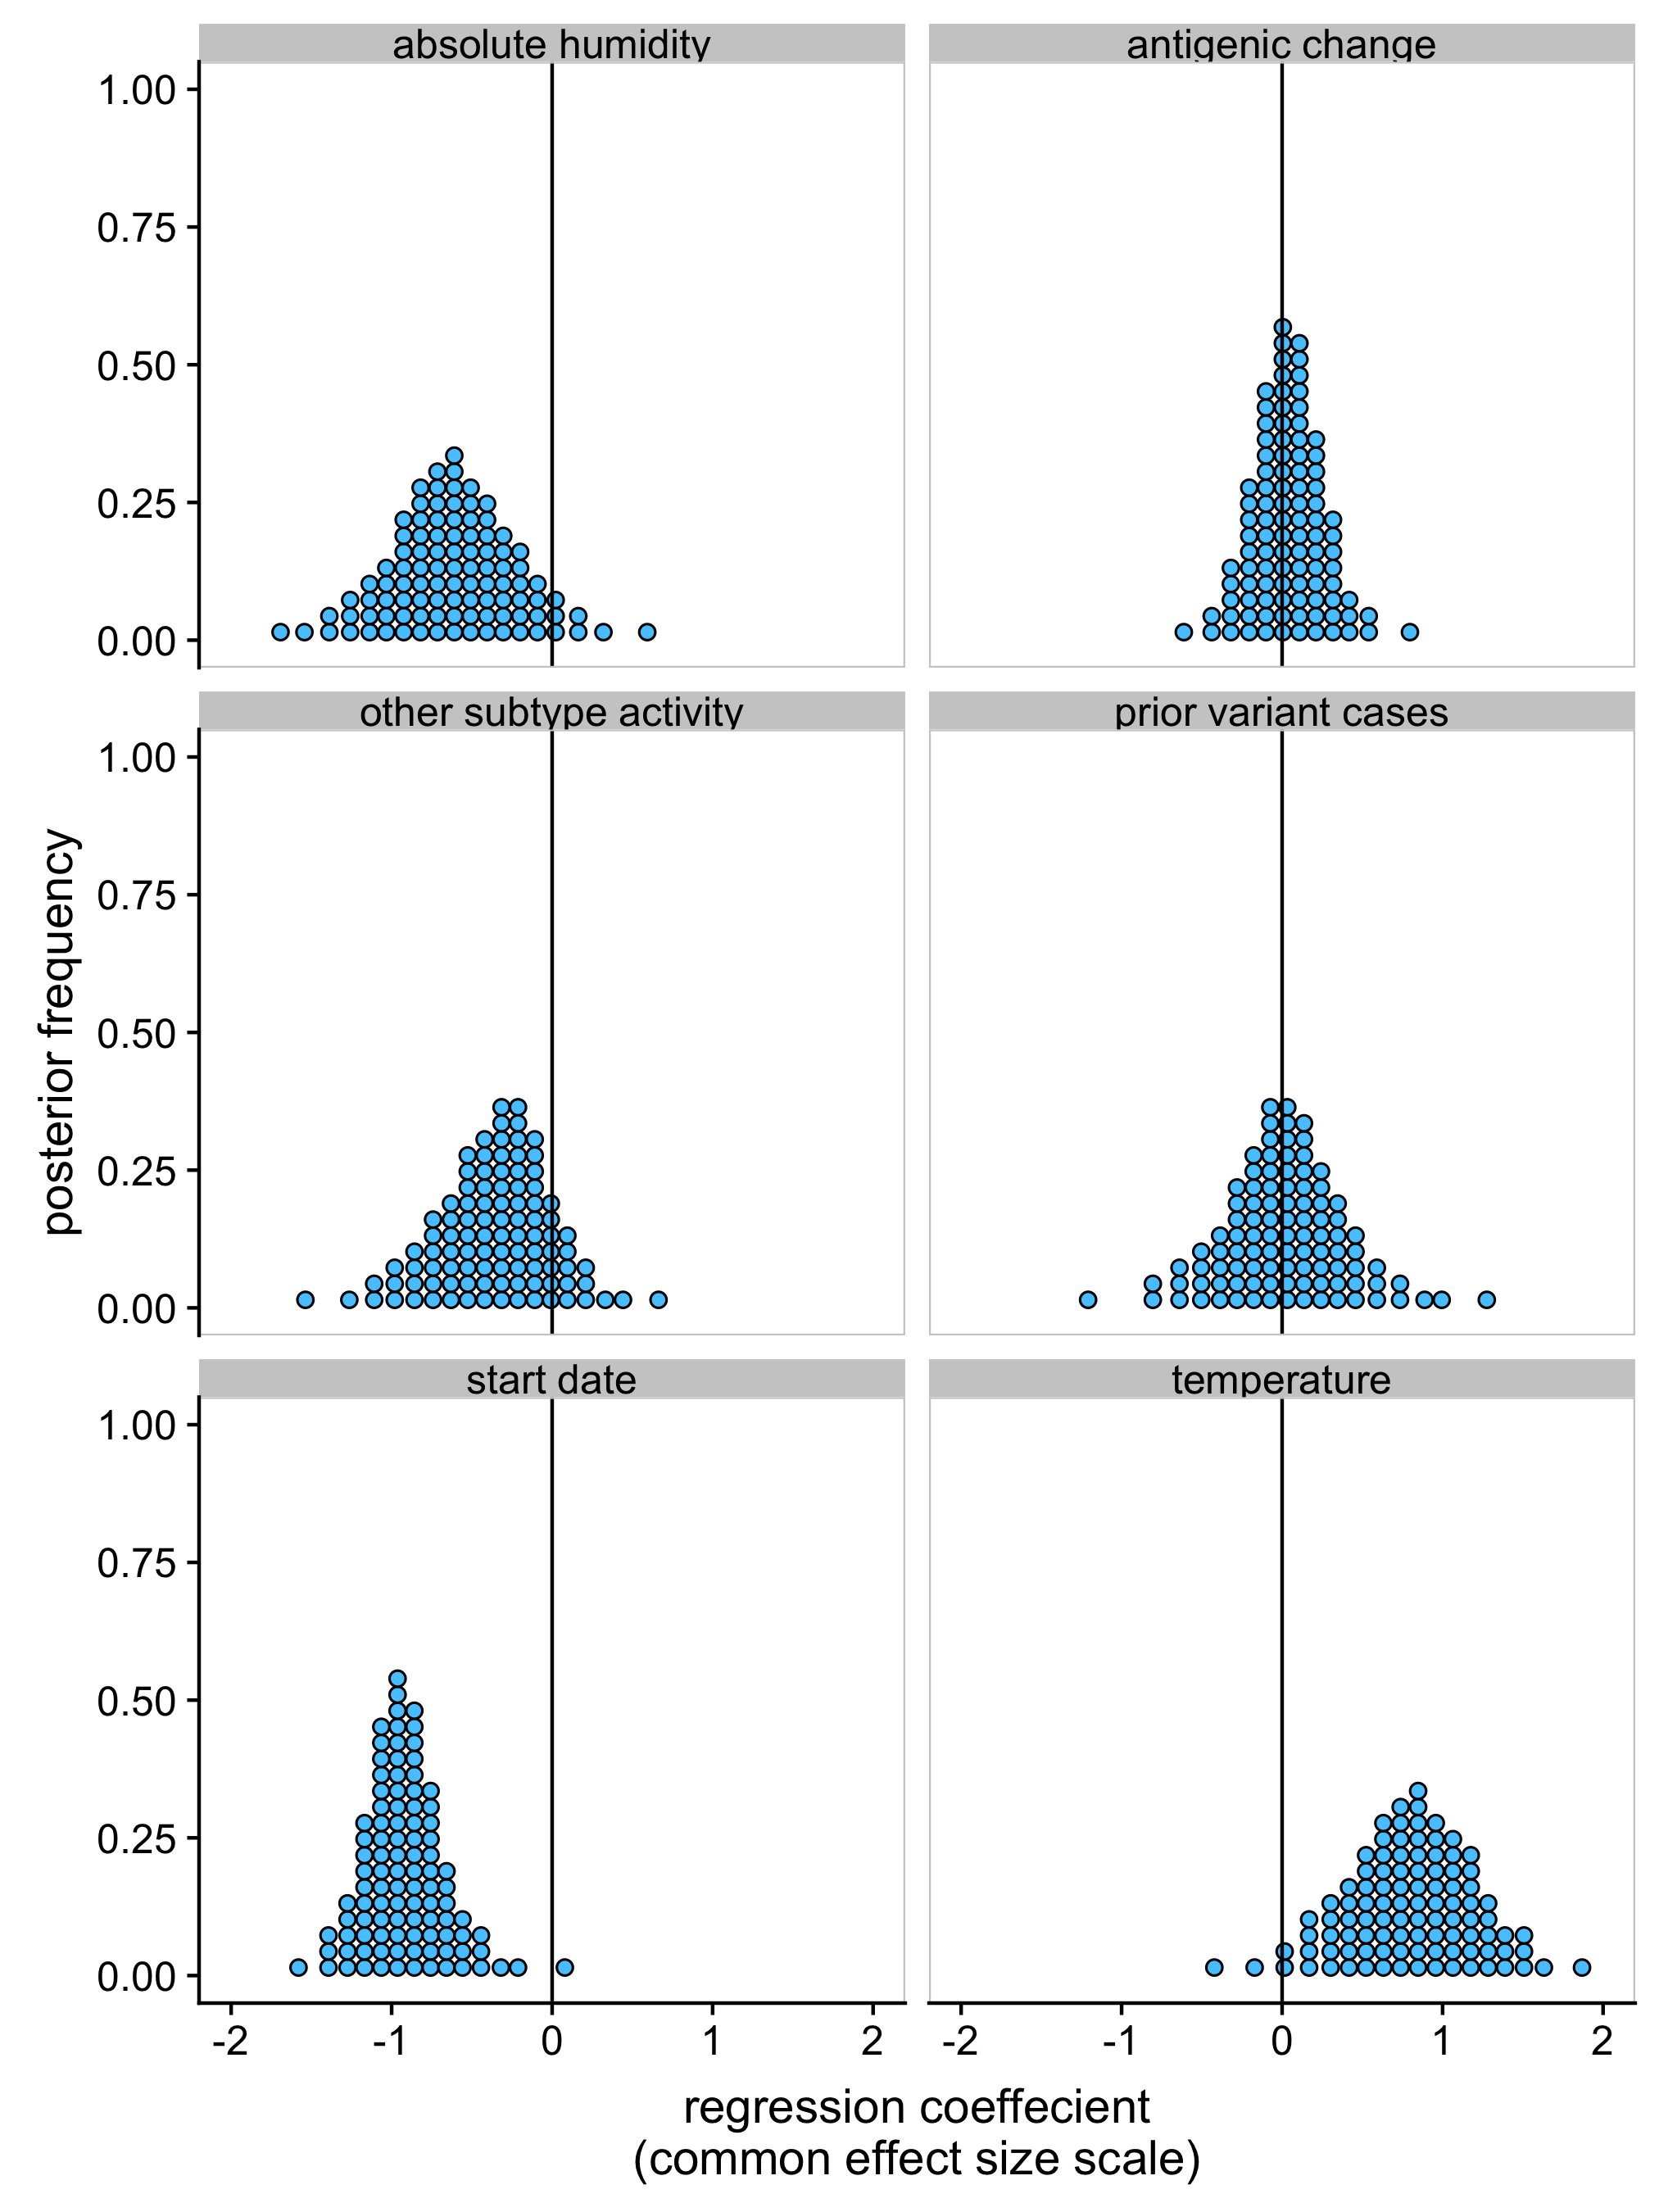 absolute humidity
antigenic change
1.00
0.75
0.50
0.25
0.00
other subtype activity
prior variant cases
1.00
0.75
0.50
0.25
0.00
posterior frequency
start date
temperature
1.00
0.75
0.50
0.25
0.00
-2 -1 0 1 2
-2 -1 0 1 2
regression coeffecient
(common effect size scale)